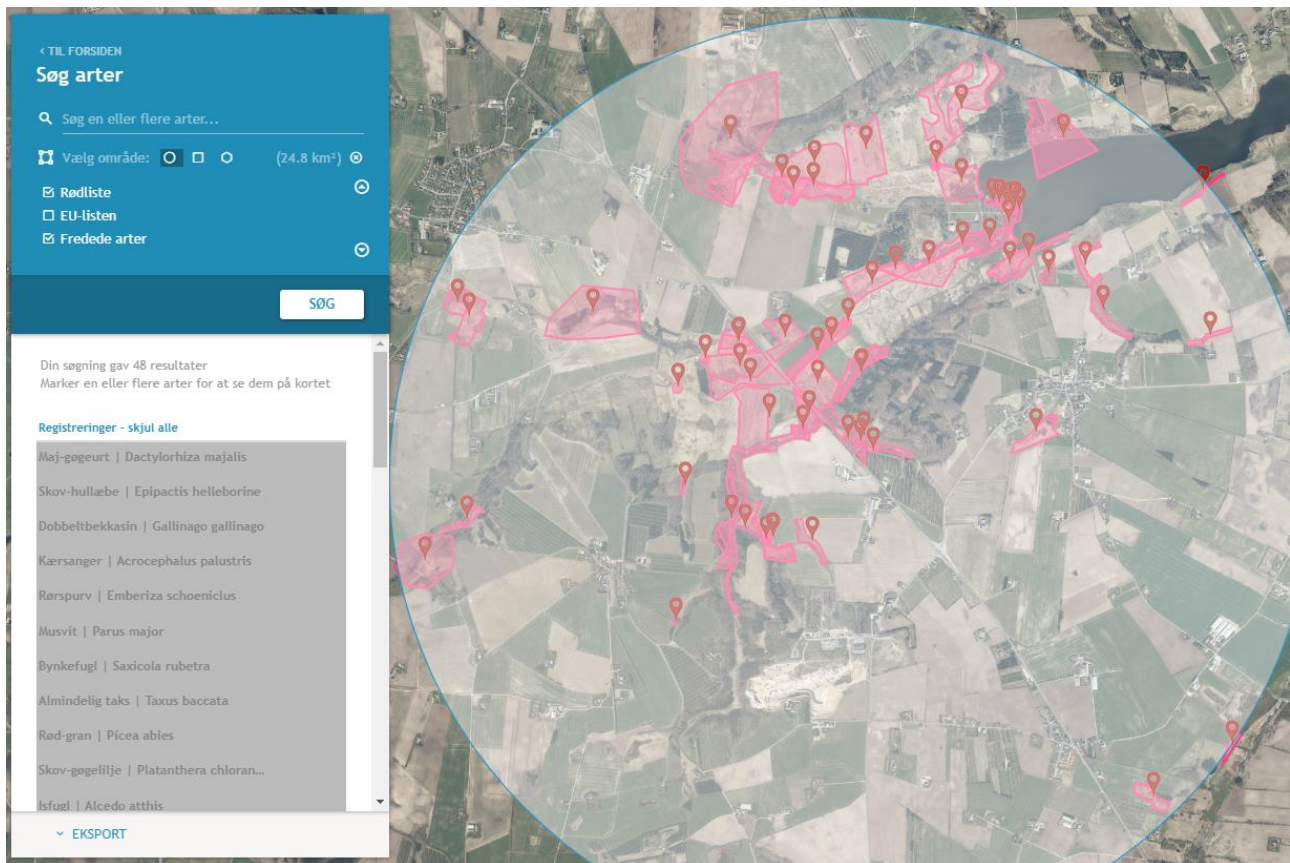 ‹ TIL FORSIDEN
Søg arter
Søg en eller flere arter...
Vælg område: (24.8 km²)
Rødliste
EU-listen
Fredede arter
SØG
Din søgning gav 48 resultater
Marker en eller flere arter for at se dem på kortet
Registreringer - skjul alle
Maj-gøgeurt | Dactylorhiza majalis
Skov-hullæbe | Epipactis helleborine
Dobbeltbekkasin | Gallinago gallinago
Kærsanger | Acrocephalus palustris
Rørspurv | Emberiza schoeniclus
Musvit | Parus major
Bynkefugl | Saxicola rubetra
Almindelig taks | Taxus baccata
Rød-gran | Picea abies
Skov-gøgelilje | Platanthera chloran...
Isfugl | Alcedo atthis
EKSPORT